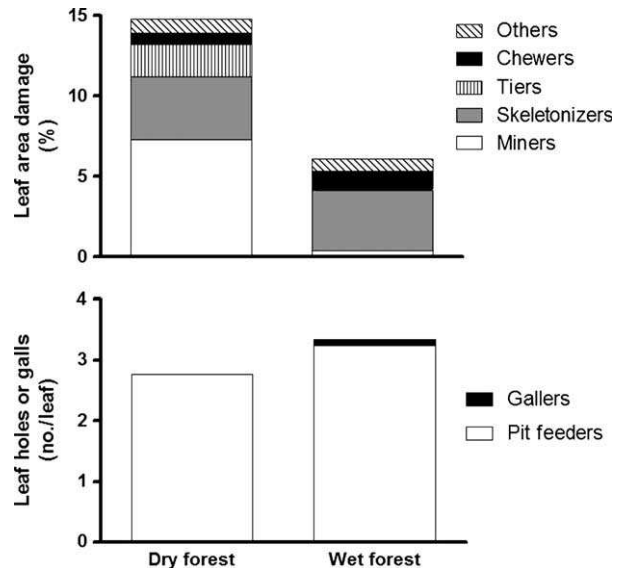 Leaf area damage
(%)
15
10
5
0
Others
Chewers
Tiers
Skeletonizers
Miners
Leaf holes or galls
(no./leaf)
4
3
2
1
0
Gallers
Pit feeders
Dry forest
Wet forest